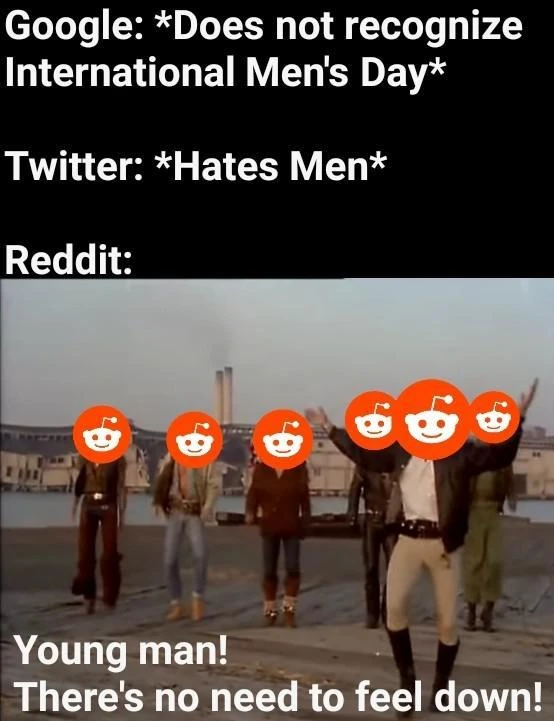 Google: *Does not recognize
International Men's Day*
Twitter: *Hates Men*
Reddit:
Young man!
There's no need to feel down!